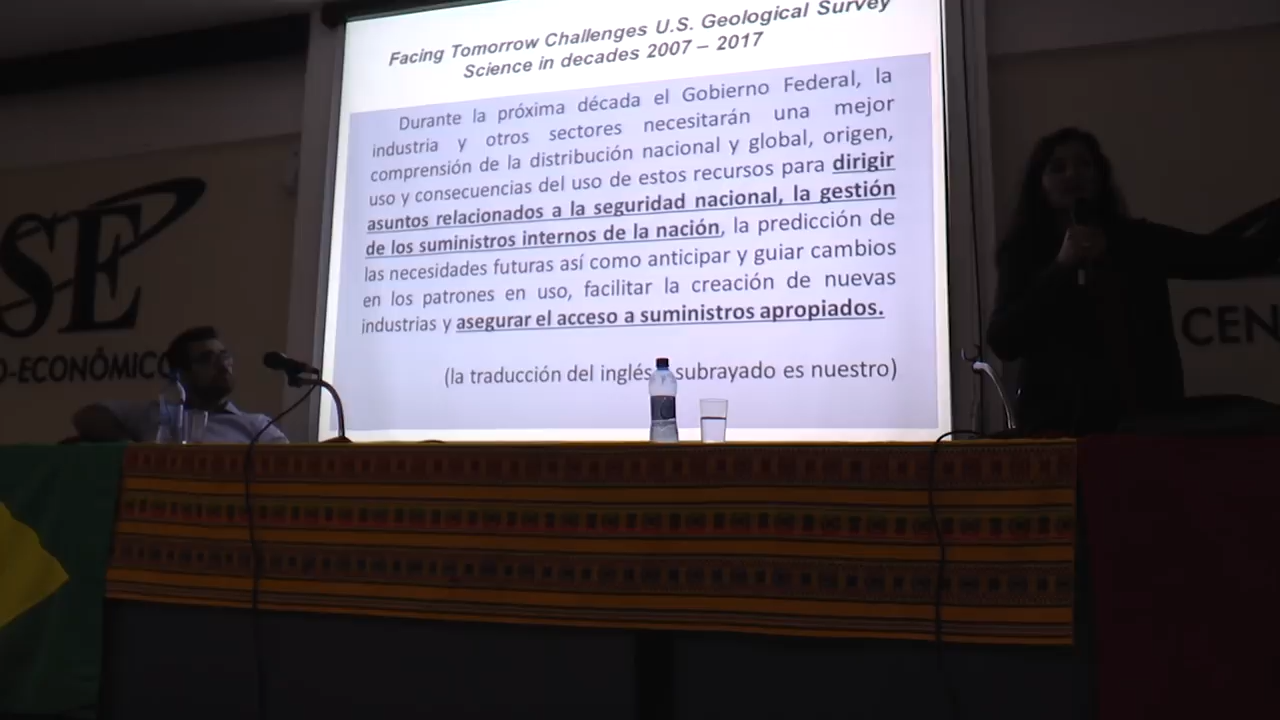 Facing Tomorrow Challenges U.S. Geological Survey
Science in decades 2007 – 2017
Durante la próxima década el Gobierno Federal, la
industria y otros sectores necesitarán una mejor
comprensión de la distribución nacional y global, origen,
uso y consecuencias del uso de estos recursos para dirigir
asuntos relacionados a la seguridad nacional, la gestión
de los suministros internos de la nación, la predicción de
las necesidades futuras así como anticipar y guiar cambios
en los patrones en uso, facilitar la creación de nuevas
industrias y asegurar el acceso a suministros apropiados.
(la traducción del inglés subrayado es nuestro)
SE
O-ECONÔMICO
CEN